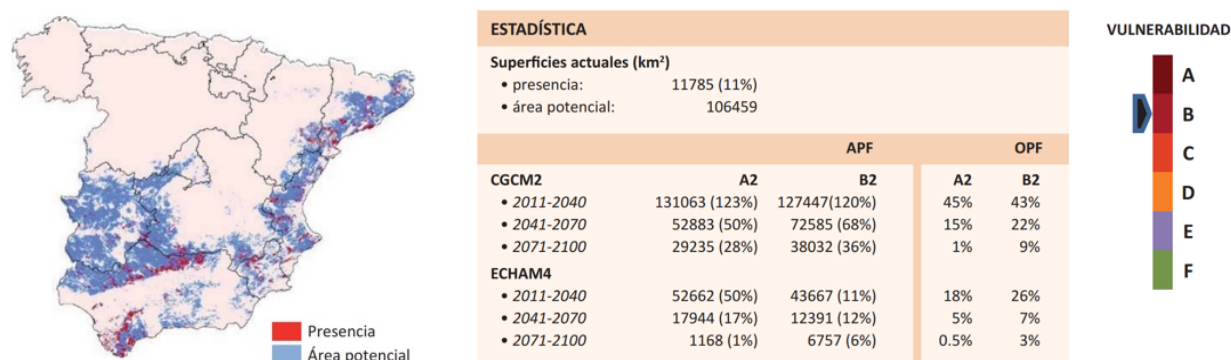 Presencia
Área potencial
ESTADÍSTICA
Superficies actuales (km²)
• presencia: 11785 (11%)
• área potencial: 106459
APF OPF
CGCM2 A2 B2 A2 B2
• 2011-2040 131063 (123%) 127447(120%) 45% 43%
• 2041-2070 52883 (50%) 72585 (68%) 15% 22%
• 2071-2100 29235 (28%) 38032 (36%) 1% 9%
ECHAM4
• 2011-2040 52662 (50%) 43667 (11%) 18% 26%
• 2041-2070 17944 (17%) 12391 (12%) 5% 7%
• 2071-2100 1168 (1%) 6757 (6%) 0.5% 3%
VULNERABILIDAD
A
B
C
D
E
F